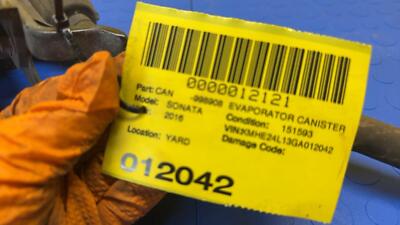 0000012121
Part: CAN -998908 EVAPORATOR CANISTER
Model: SONATA Condition: 151593
2016 VIN:KMHE24L13GA012042
Location: YARD Damage Code:
012042